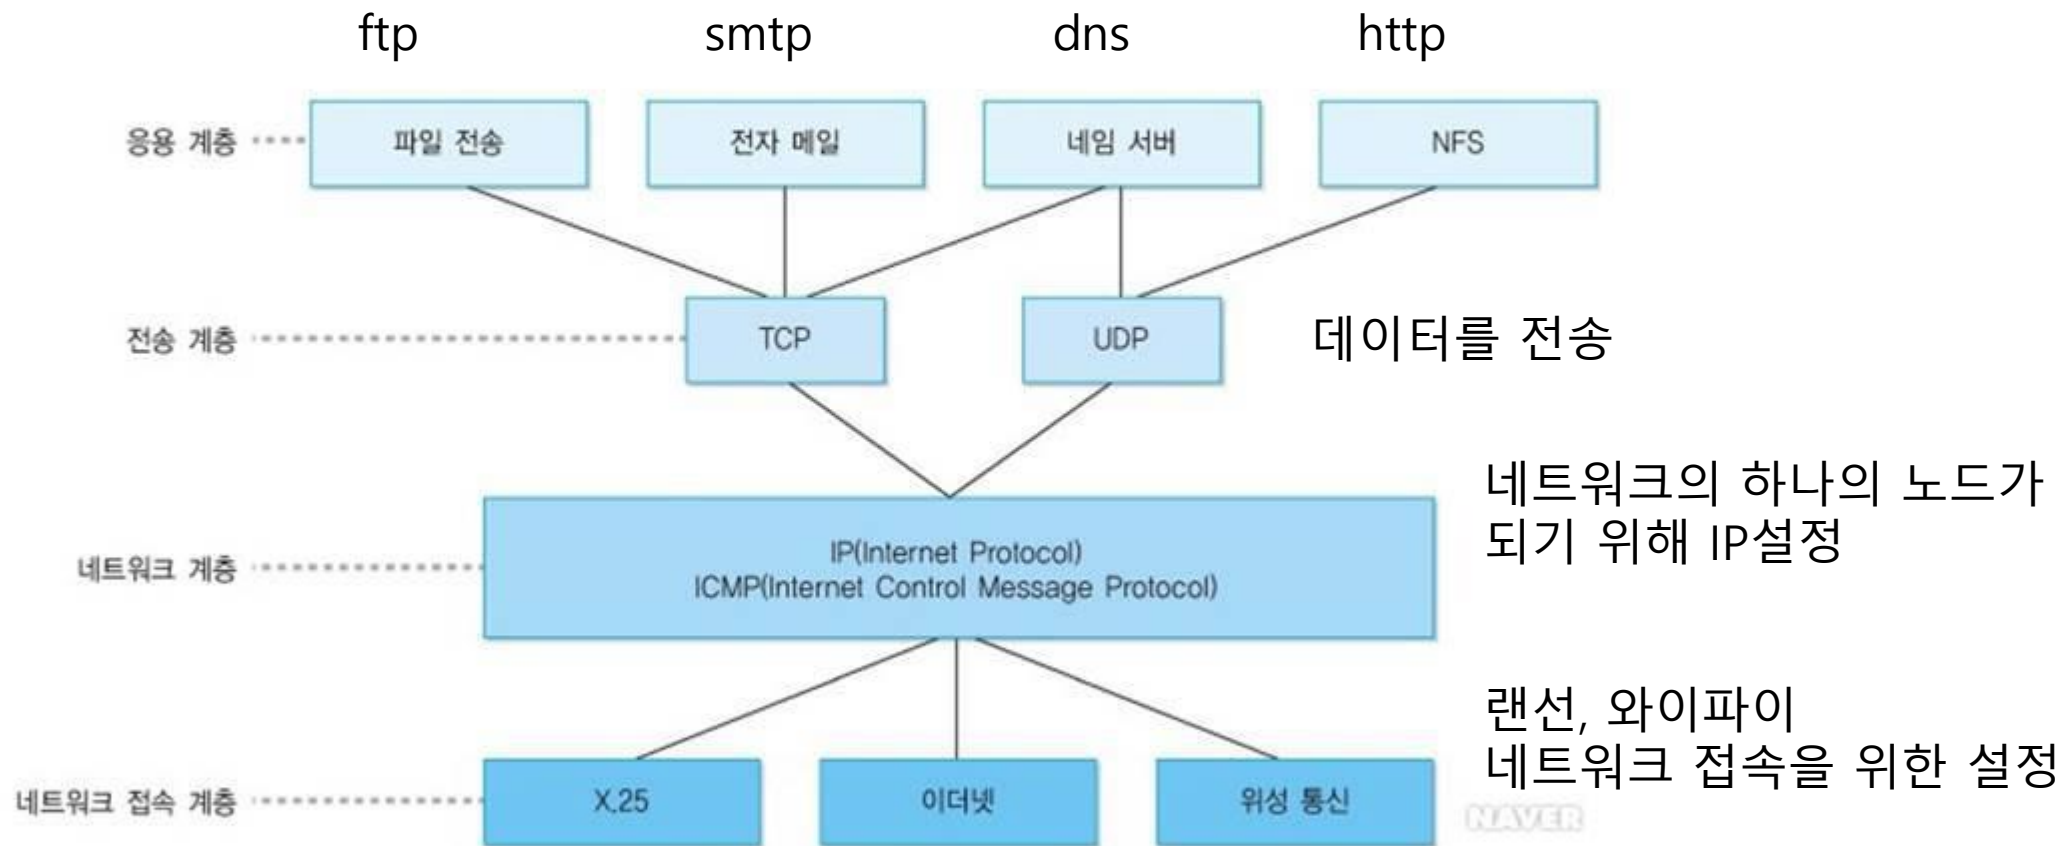 ftp
smtp
dns
http
응용 계층
파일 전송
전자 메일
네임 서버
NFS
전송 계층
TCP
UDP
데이터를 전송
네트워크의 하나의 노드가
되기 위해 IP설정
네트워크 계층
IP(Internet Protocol)
ICMP(Internet Control Message Protocol)
랜선, 와이파이
네트워크 접속을 위한 설정
네트워크 접속 계층
X.25
이더넷
위성 통신
NAVER